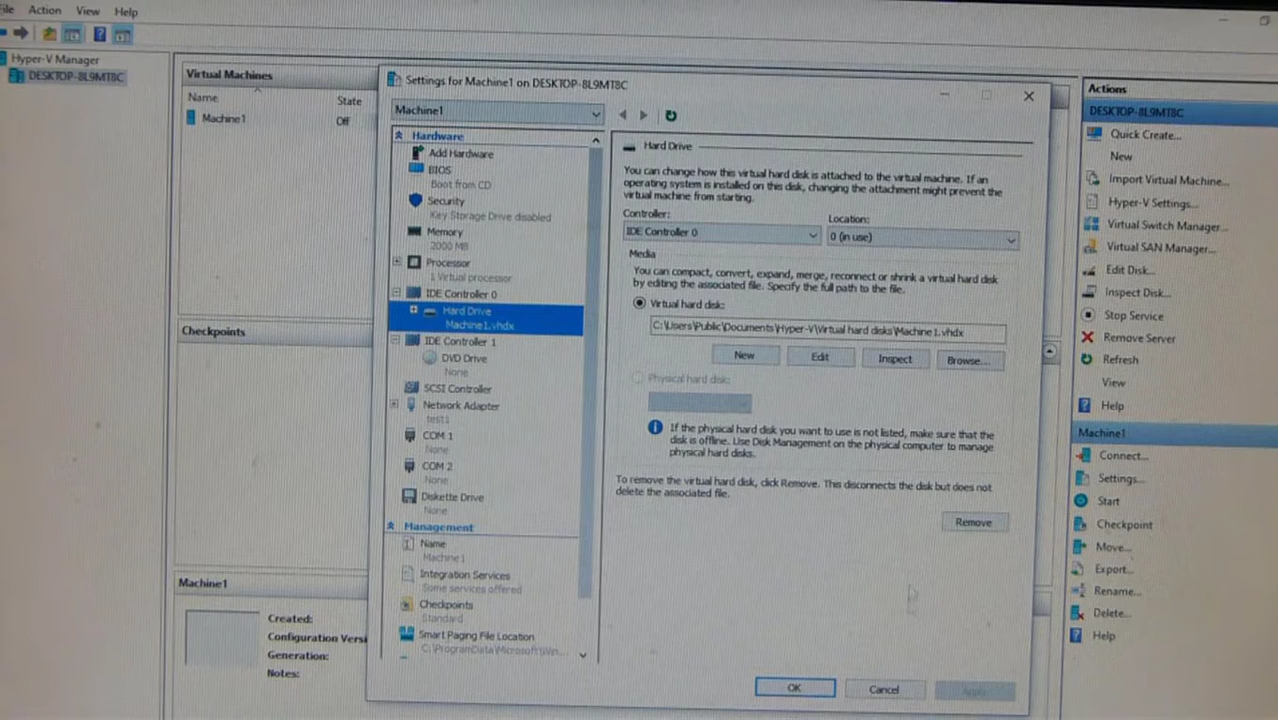 File Action View Help
Hyper-V Manager
DESKTOP-8L9MT8C
Virtual Machines
Name State
Machine1 Off
Checkpoints
Machine1
Created:
Configuration Versi
Generation:
Notes:
Settings for Machine1 on DESKTOP-8L9MT8C
Machine1
Hardware
Add Hardware
BIOS
Boot from CD
Security
Key Storage Drive disabled
Memory
2000 MB
Processor
1 Virtual processor
IDE Controller 0
Hard Drive
Machine1.vhdx
IDE Controller 1
DVD Drive
None
SCSI Controller
Network Adapter
test1
COM 1
None
COM 2
None
Diskette Drive
None
Management
Name
Machine1
Integration Services
Some services offered
Checkpoints
Standard
Smart Paging File Location
C:\ProgramData\Microsoft\Win...
Hard Drive
You can change how this virtual hard disk is attached to the virtual machine. If an
operating system is installed on this disk, changing the attachment might prevent the
virtual machine from starting.
Controller: Location:
IDE Controller 0 0 (in use)
Media
You can compact, convert, expand, merge, reconnect or shrink a virtual hard disk
by editing the associated file. Specify the full path to the file.
Virtual hard disk:
C:\Users\Public\Documents\Hyper-V\Virtual hard disks\Machine1.vhdx
New Edit Inspect Browse...
Physical hard disk:
If the physical hard disk you want to use is not listed, make sure that the
disk is offline. Use Disk Management on the physical computer to manage
physical hard disks.
To remove the virtual hard disk, click Remove. This disconnects the disk but does not
delete the associated file.
Remove
OK Cancel Apply
Actions
DESKTOP-8L9MT8C
Quick Create...
New
Import Virtual Machine...
Hyper-V Settings...
Virtual Switch Manager...
Virtual SAN Manager...
Edit Disk...
Inspect Disk...
Stop Service
Remove Server
Refresh
View
Help
Machine1
Connect...
Settings...
Start
Checkpoint
Move...
Export...
Rename...
Delete...
Help